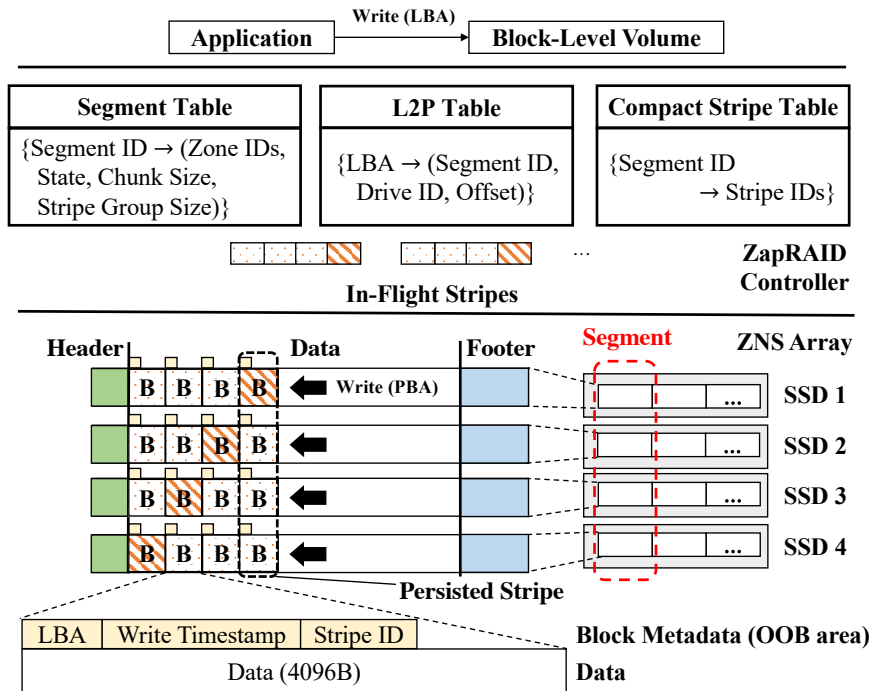 Write (LBA)
Application
Block-Level Volume
Segment Table
{Segment ID → (Zone IDs,
State, Chunk Size,
Stripe Group Size)}
L2P Table
{LBA → (Segment ID,
Drive ID, Offset)}
Compact Stripe Table
{Segment ID
→ Stripe IDs}
...
In-Flight Stripes
ZapRAID
Controller
Header
Data
Footer
Segment
ZNS Array
B B B B
Write (PBA)
... SSD 1
B B B B
... SSD 2
B B B B
... SSD 3
B B B B
... SSD 4
Persisted Stripe
LBA Write Timestamp Stripe ID
Block Metadata (OOB area)
Data (4096B)
Data